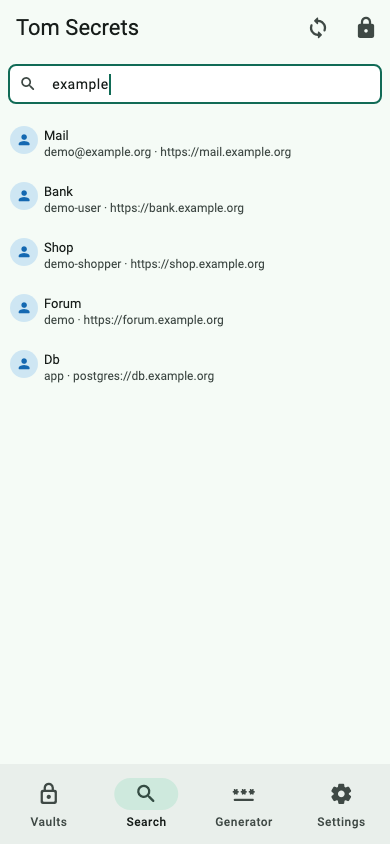 Tom Secrets
example
Mail
demo@example.org · https://mail.example.org
Bank
demo-user · https://bank.example.org
Shop
demo-shopper · https://shop.example.org
Forum
demo · https://forum.example.org
Db
app · postgres://db.example.org
Vaults
Search
Generator
Settings